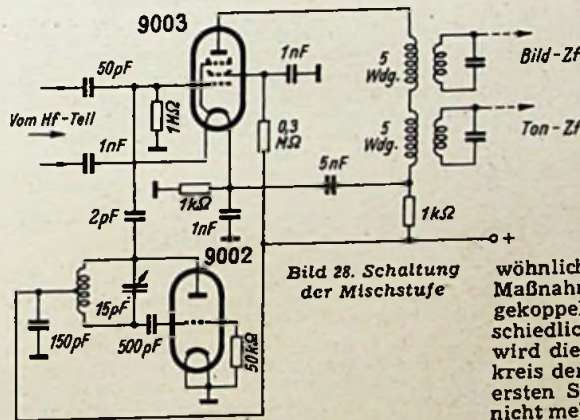 9003
50pF
1MΩ
1nF
5
Wdg.
Bild-Zf
Vom Hf-Teil
1nF
0,3
MΩ
5
Wdg.
Ton-Zf
5nF
1kΩ
1nF
2pF
1kΩ
+
9002
15pF
150pF
500pF
50kΩ
Bild 28. Schaltung
der Mischstufe
wöhnlich
Maßnahm
gekoppel
schiedlich
wird die
kreis der
ersten S
nicht me